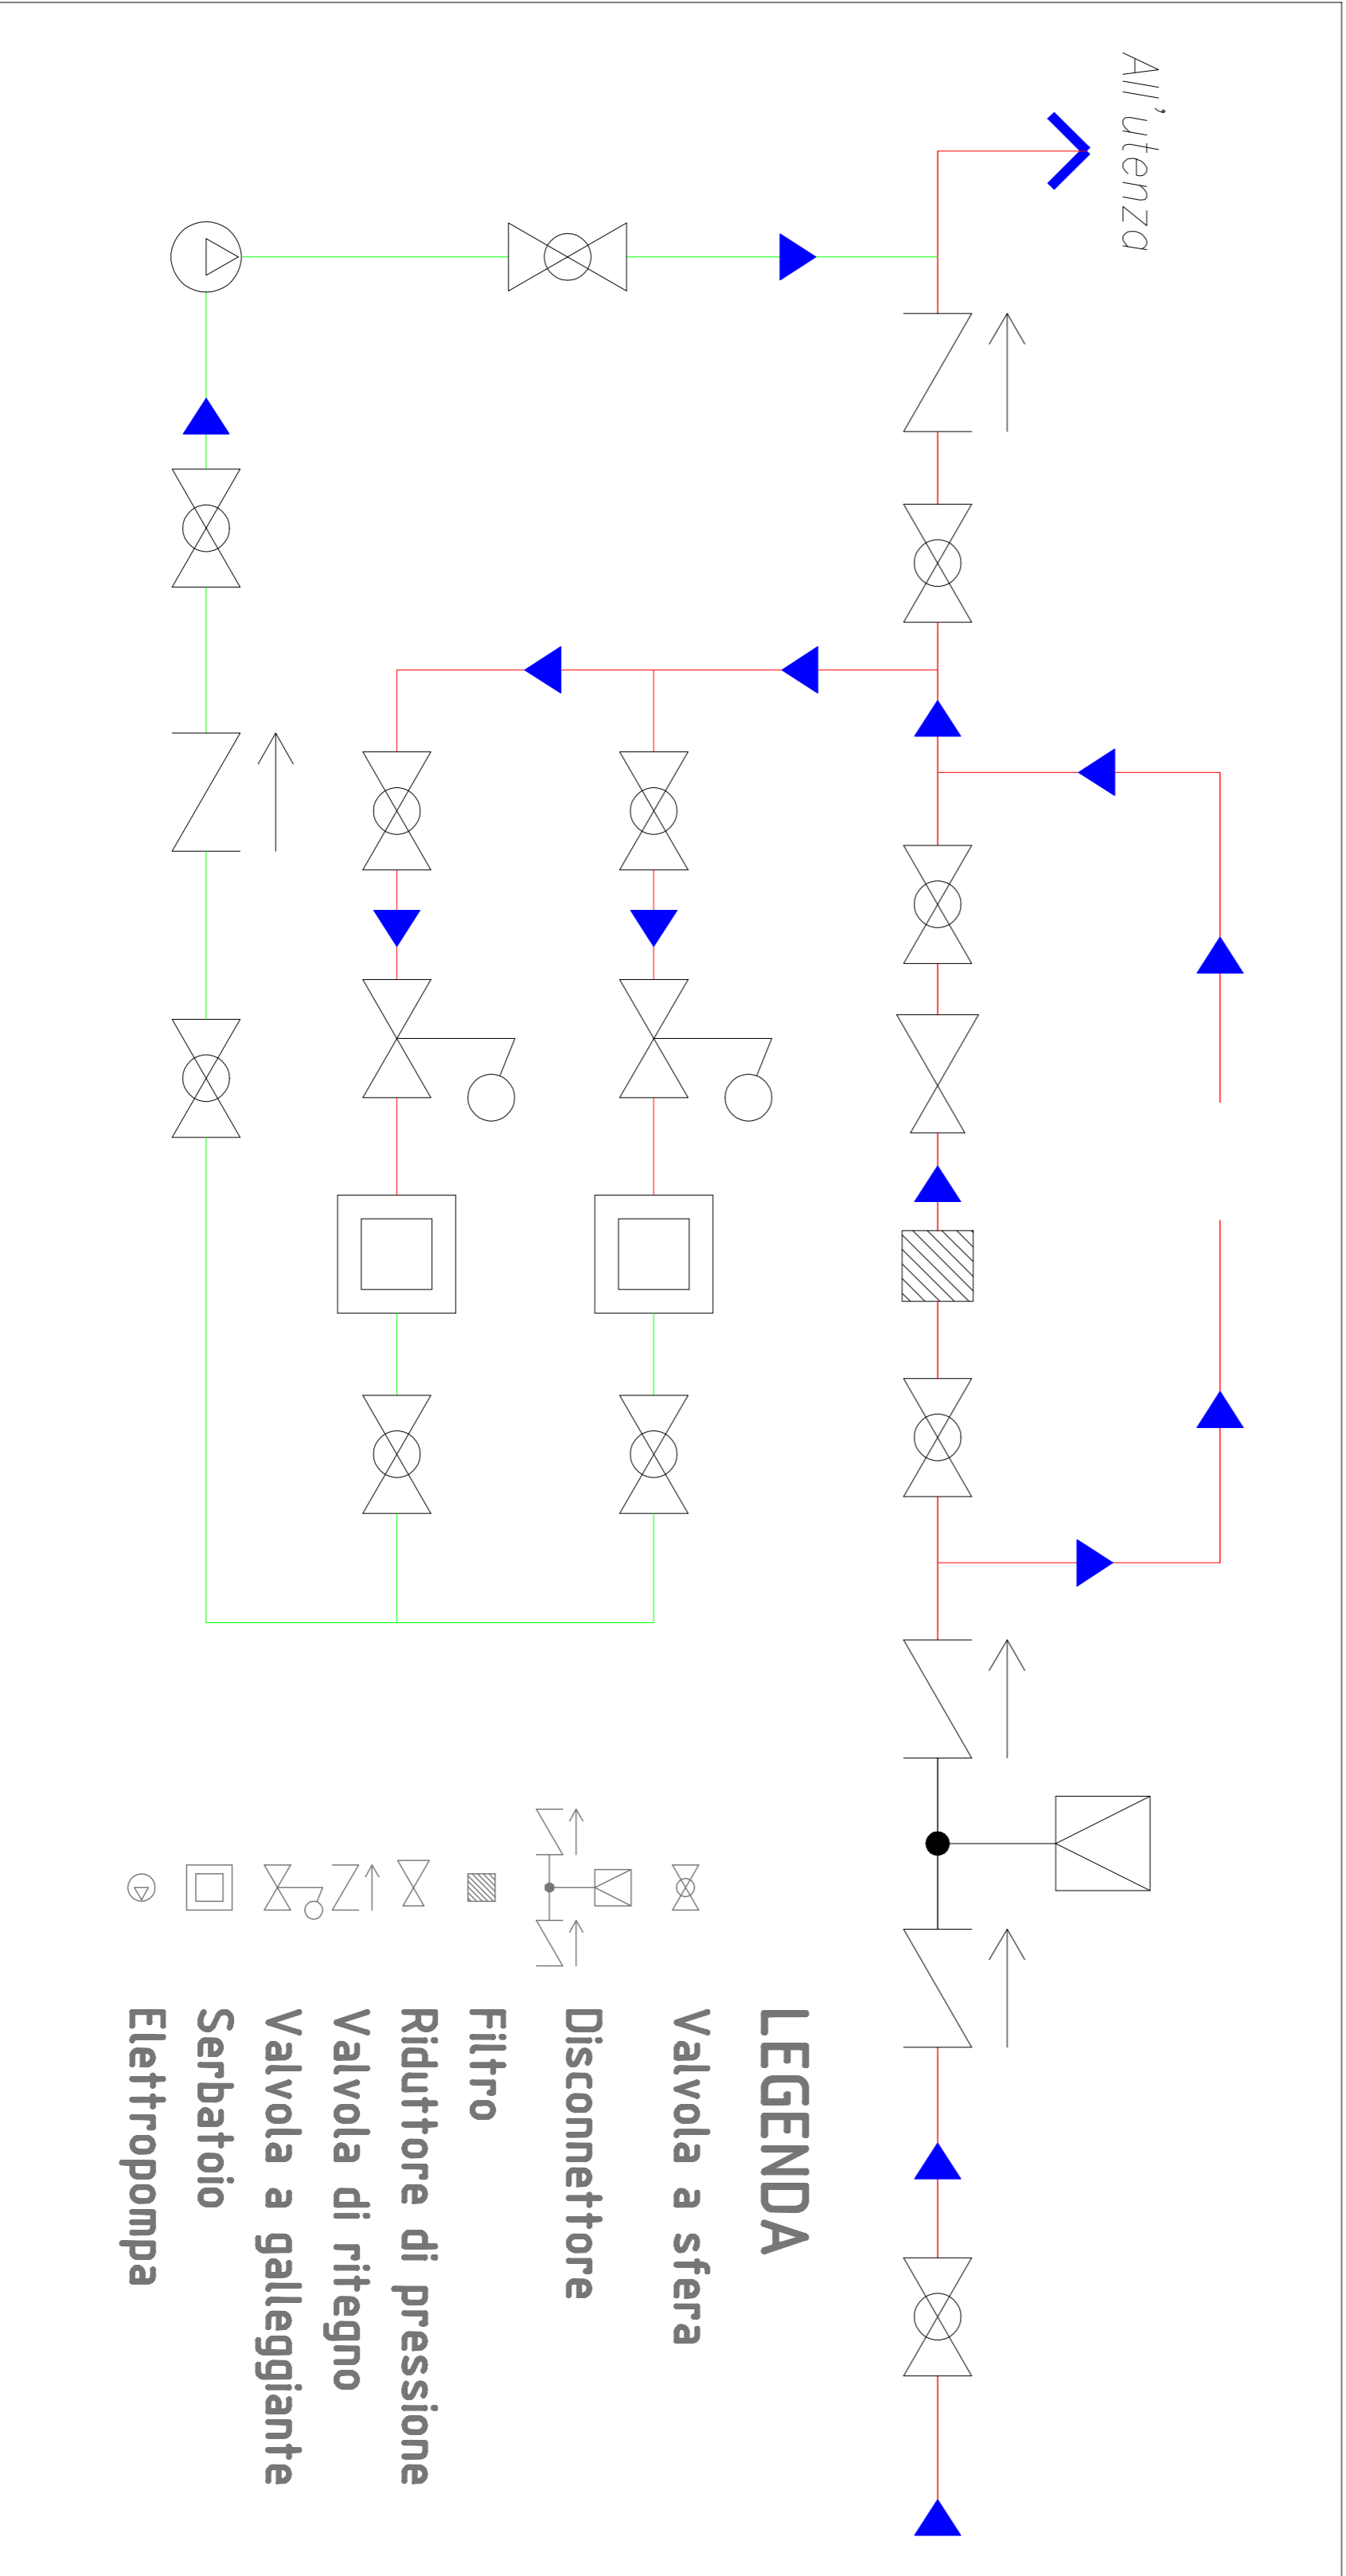 All'utenza
LEGENDA
Valvola a sfera
Disconnettore
Filtro
Riduttore di pressione
Valvola di ritegno
Valvola a galleggiante
Serbatoio
Elettropompa